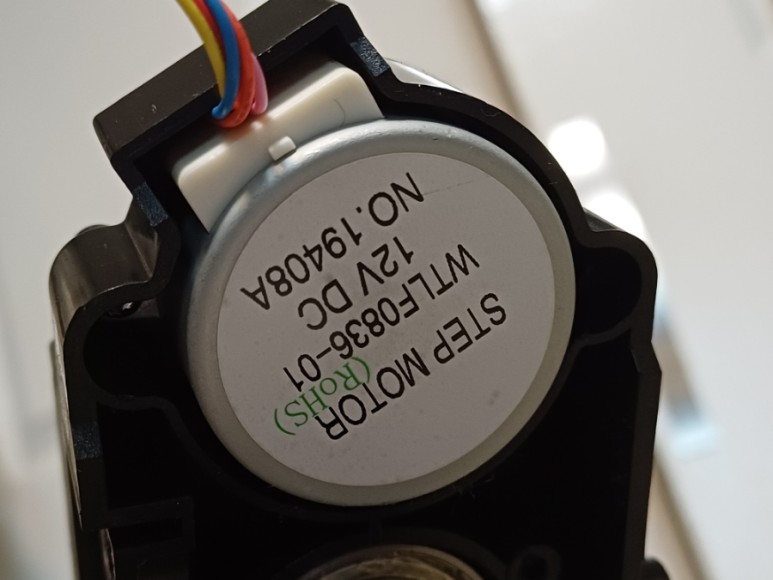 STEP MOTOR
WTLF0836-01
(RoHS)
12V DC
NO.19408A